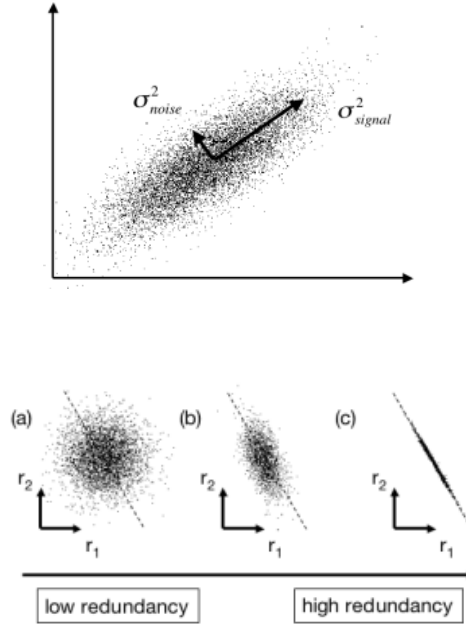 σ²noise
σ²signal
(a) (b) (c)
r₂ r₂ r₂
r₁ r₁ r₁
low redundancy high redundancy